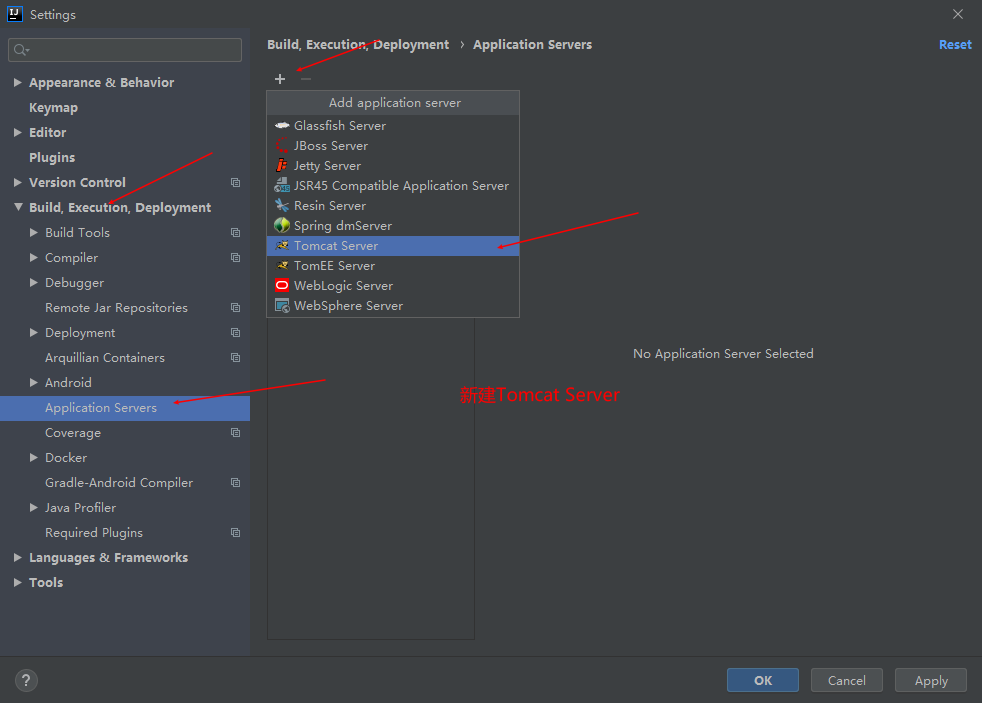 Settings
Appearance & Behavior
Keymap
Editor
Plugins
Version Control
Build, Execution, Deployment
Build Tools
Compiler
Debugger
Remote Jar Repositories
Deployment
Arquillian Containers
Android
Application Servers
Coverage
Docker
Gradle-Android Compiler
Java Profiler
Required Plugins
Languages & Frameworks
Tools
Build, Execution, Deployment › Application Servers
Reset
Add application server
Glassfish Server
JBoss Server
Jetty Server
JSR45 Compatible Application Server
Resin Server
Spring dmServer
Tomcat Server
TomEE Server
WebLogic Server
WebSphere Server
No Application Server Selected
新建Tomcat Server
?
OK
Cancel
Apply